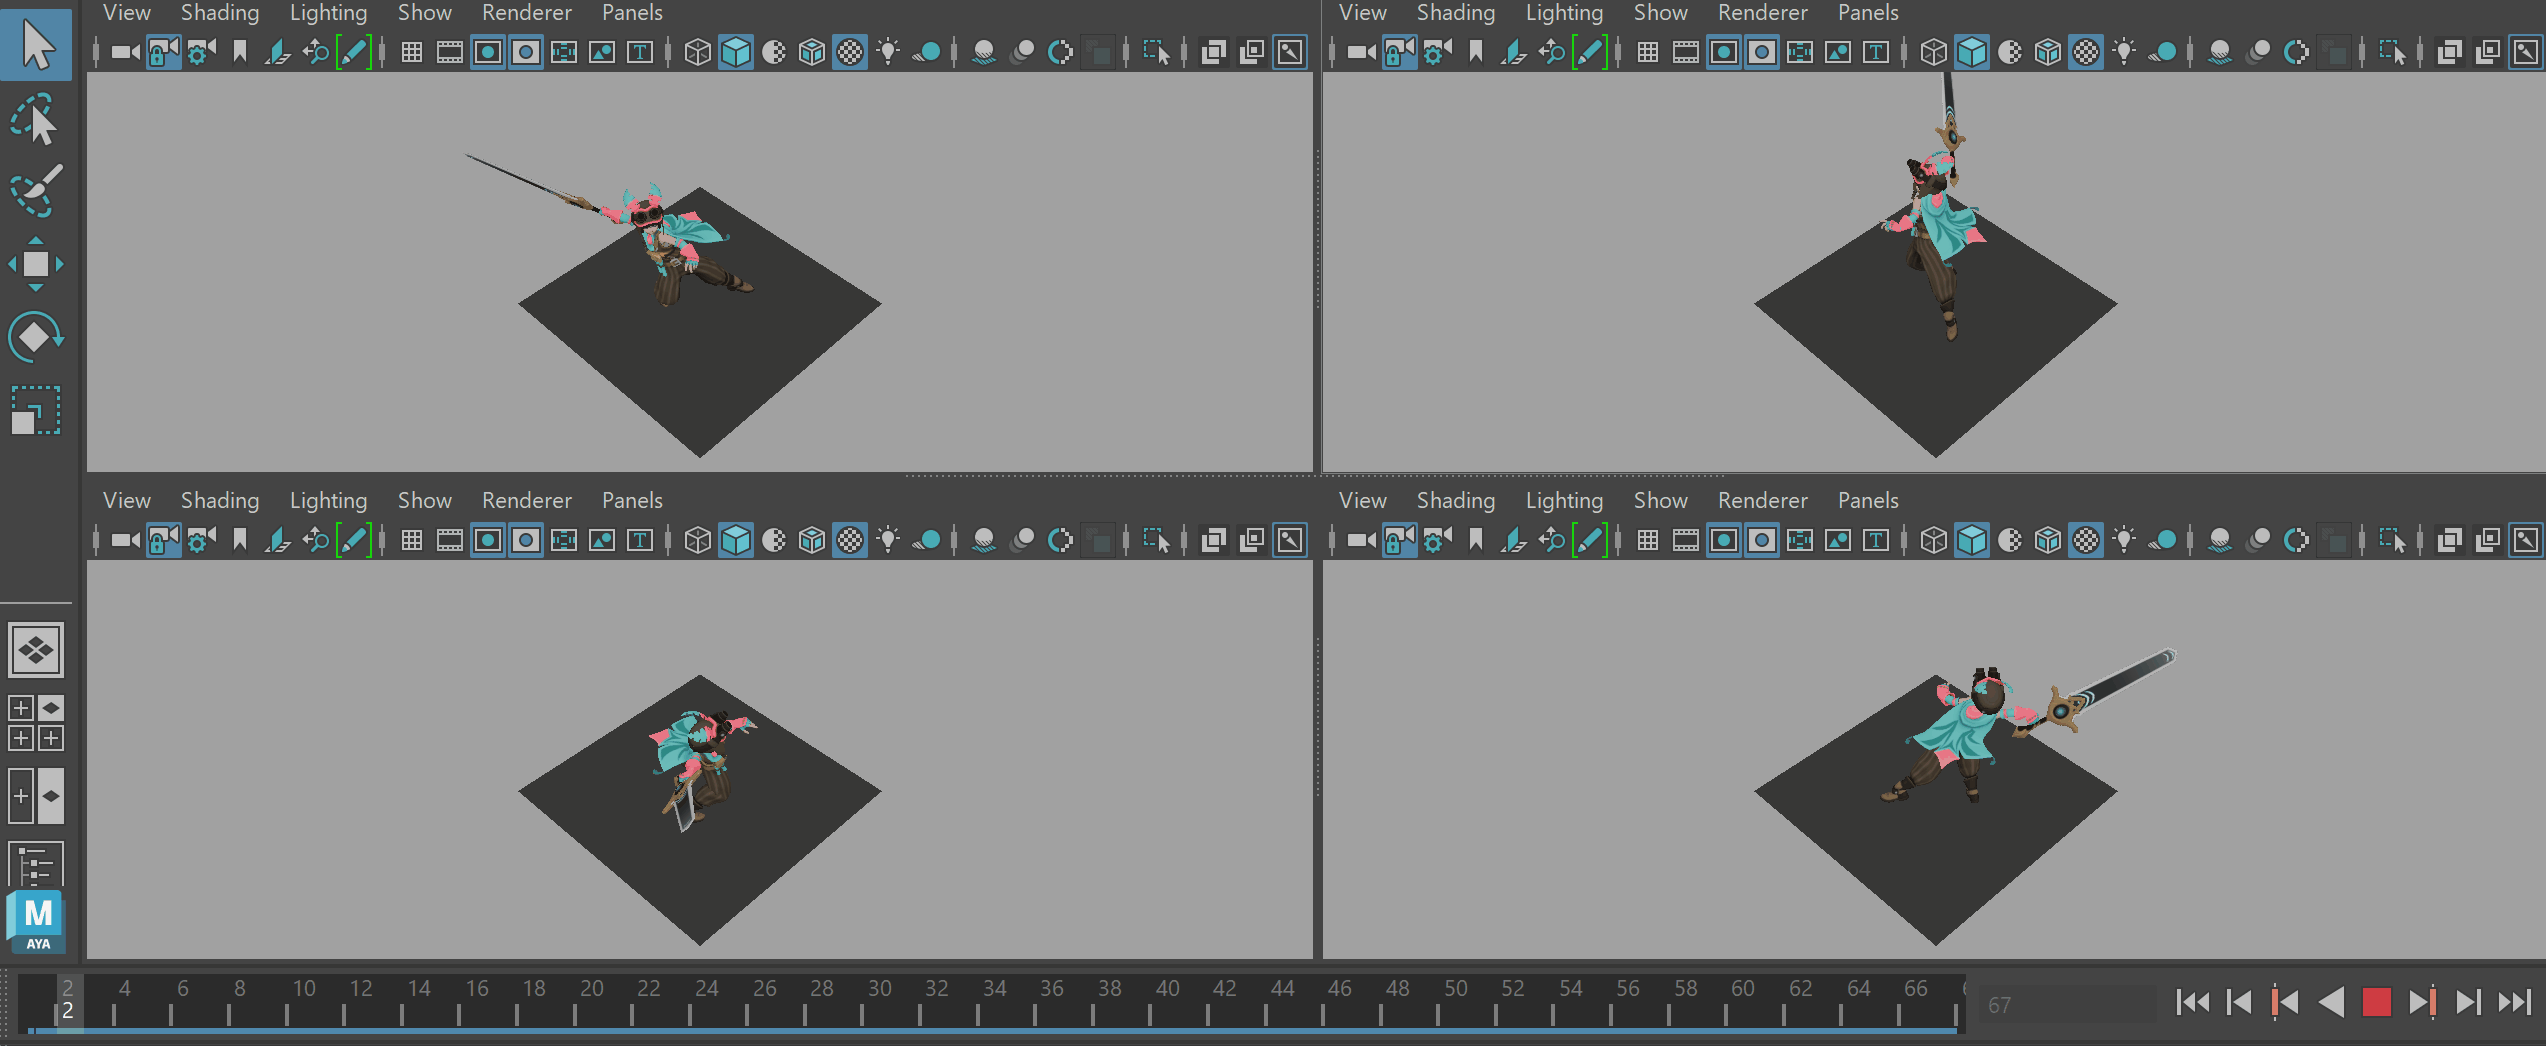 View Shading Lighting Show Renderer Panels
View Shading Lighting Show Renderer Panels
T
T
View Shading Lighting Show Renderer Panels
View Shading Lighting Show Renderer Panels
T
T
M
AYA
2 4 6 8 10 12 14 16 18 20 22 24 26 28 30 32 34 36 38 40 42 44 46 48 50 52 54 56 58 60 62 64 66
2
67